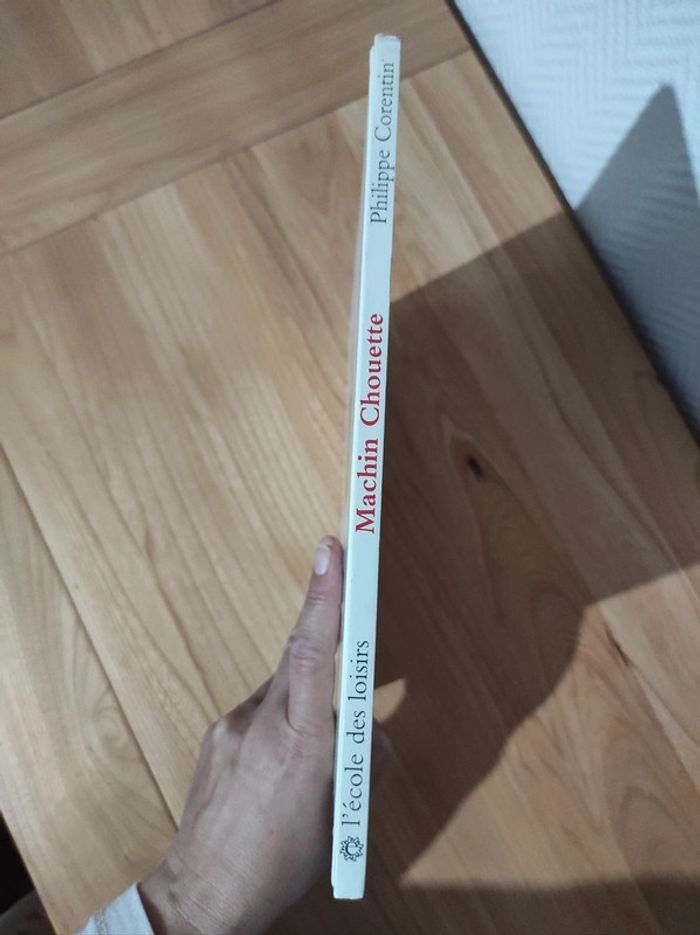 l'école des loisirs
Machin Chouette
Philippe Corentin